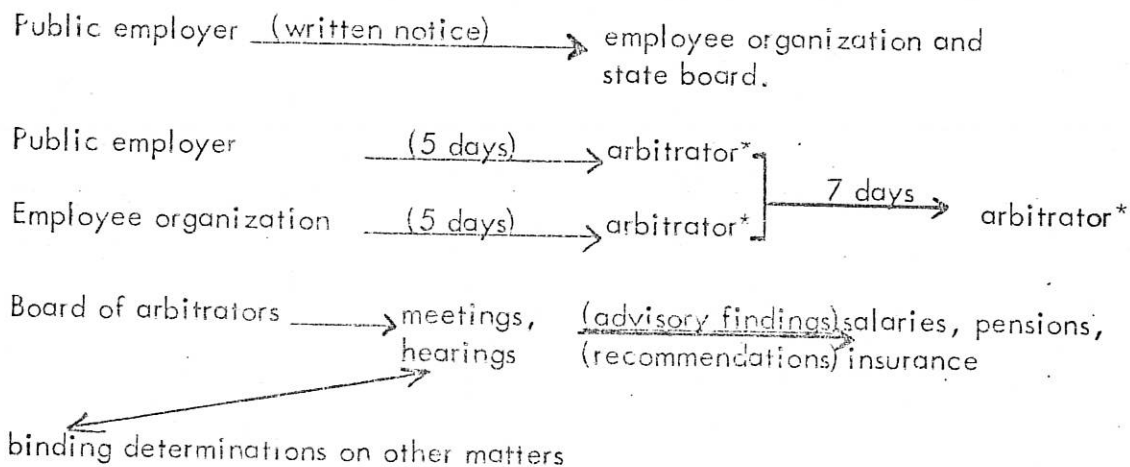 Public employer (written notice) employee organization and
state board.
Public employer (5 days) arbitrator*
7 days arbitrator*
Employee organization (5 days) arbitrator*
Board of arbitrators meetings, (advisory findings) salaries, pensions,
hearings (recommendations) insurance
binding determinations on other matters